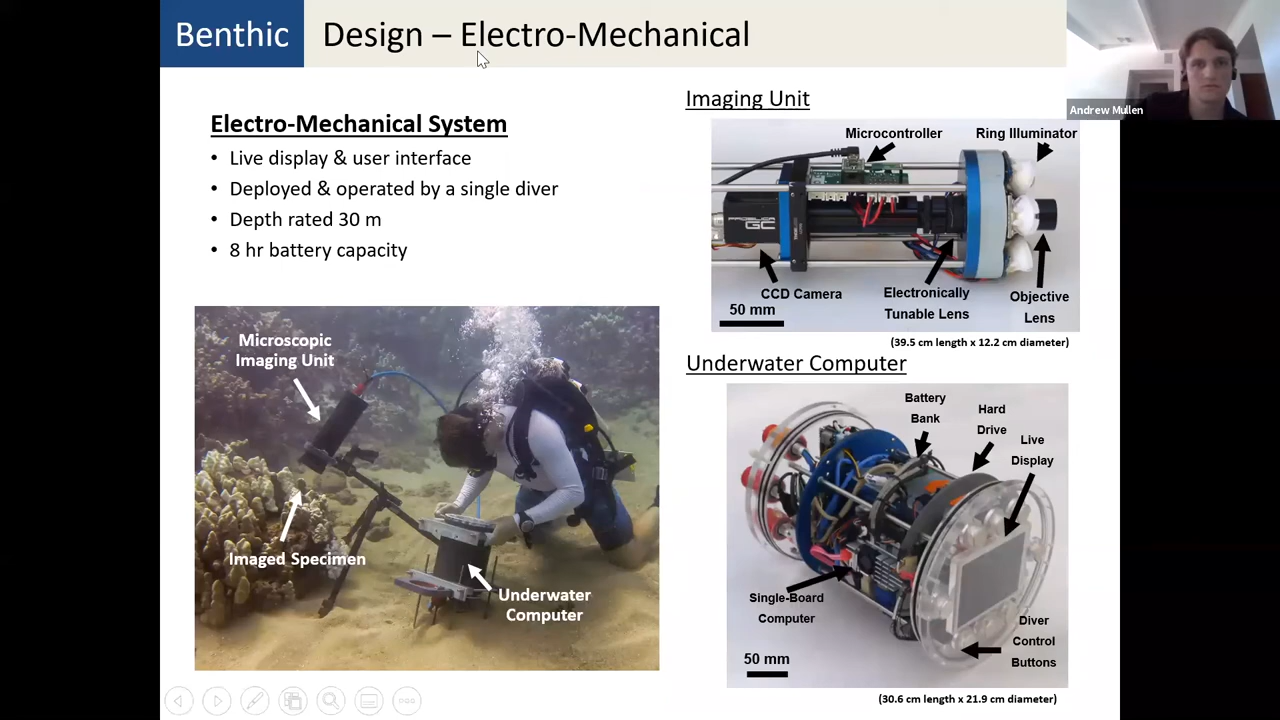 Benthic
Design – Electro-Mechanical
Andrew Mullen
Electro-Mechanical System
• Live display & user interface
• Deployed & operated by a single diver
• Depth rated 30 m
• 8 hr battery capacity
Microscopic
Imaging Unit
Imaged Specimen
Underwater
Computer
Imaging Unit
Microcontroller
Ring Illuminator
PROSILICA
GC
CCD Camera
Electronically
Tunable Lens
Objective
Lens
50 mm
(39.5 cm length x 12.2 cm diameter)
Underwater Computer
Battery
Bank
Hard
Drive
Live
Display
Single-Board
Computer
Diver
Control
Buttons
50 mm
(30.6 cm length x 21.9 cm diameter)